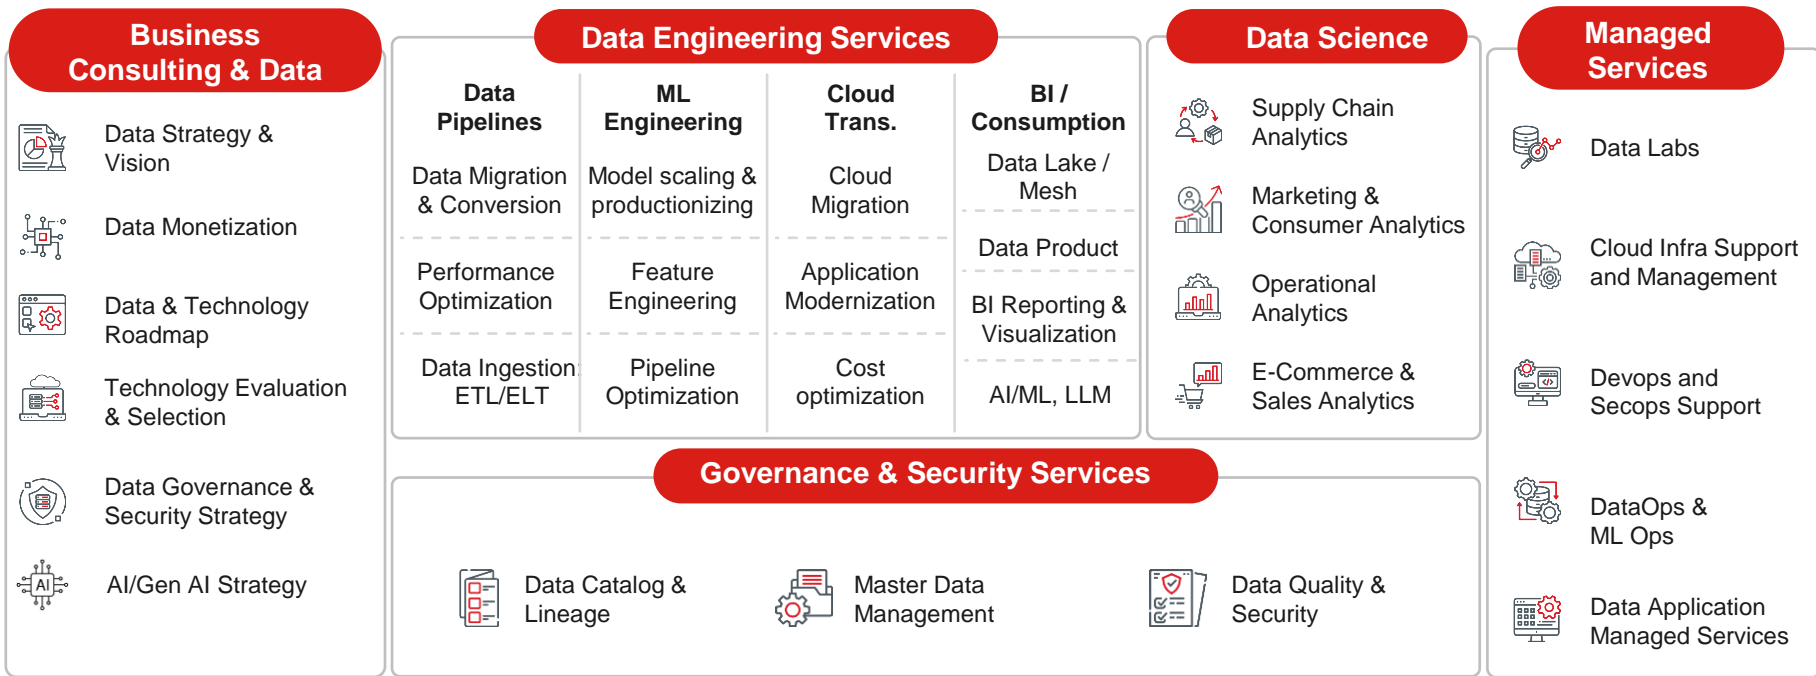 Business
Consulting & Data
Data Strategy &
Vision
Data Monetization
Data & Technology
Roadmap
Technology Evaluation
& Selection
Data Governance &
Security Strategy
AI
AI/Gen AI Strategy
Data Engineering Services
Data
Pipelines
Data Migration
& Conversion
Performance
Optimization
Data Ingestion:
ETL/ELT
ML
Engineering
Model scaling &
productionizing
Feature
Engineering
Pipeline
Optimization
Cloud
Trans.
Cloud
Migration
Application
Modernization
Cost
optimization
BI /
Consumption
Data Lake /
Mesh
Data Product
BI Reporting &
Visualization
AI/ML, LLM
Data Science
Supply Chain
Analytics
Marketing &
Consumer Analytics
Operational
Analytics
E-Commerce &
Sales Analytics
Governance & Security Services
Data Catalog &
Lineage
Master Data
Management
Data Quality &
Security
Managed
Services
Data Labs
Cloud Infra Support
and Management
Devops and
Secops Support
DataOps &
ML Ops
Data Application
Managed Services